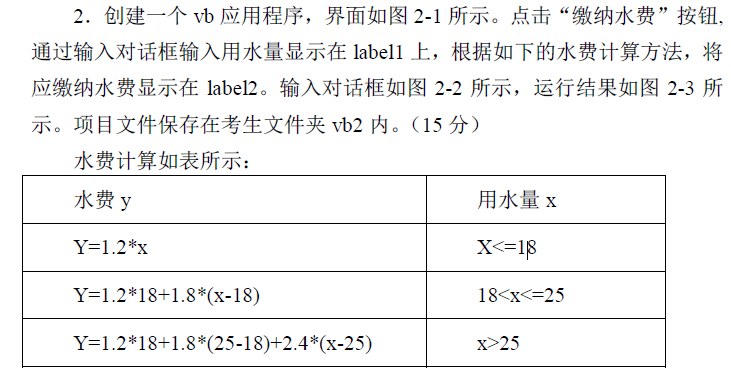 2．创建一个 vb 应用程序，界面如图 2-1 所示。点击“缴纳水费”按钮,
通过输入对话框输入用水量显示在 label1 上，根据如下的水费计算方法，将
应缴纳水费显示在 label2。输入对话框如图 2-2 所示，运行结果如图 2-3 所
示。项目文件保存在考生文件夹 vb2 内。（15 分）
水费计算如表所示：
水费 y 用水量 x
Y=1.2*x X<=18
Y=1.2*18+1.8*(x-18) 18<x<=25
Y=1.2*18+1.8*(25-18)+2.4*(x-25) x>25